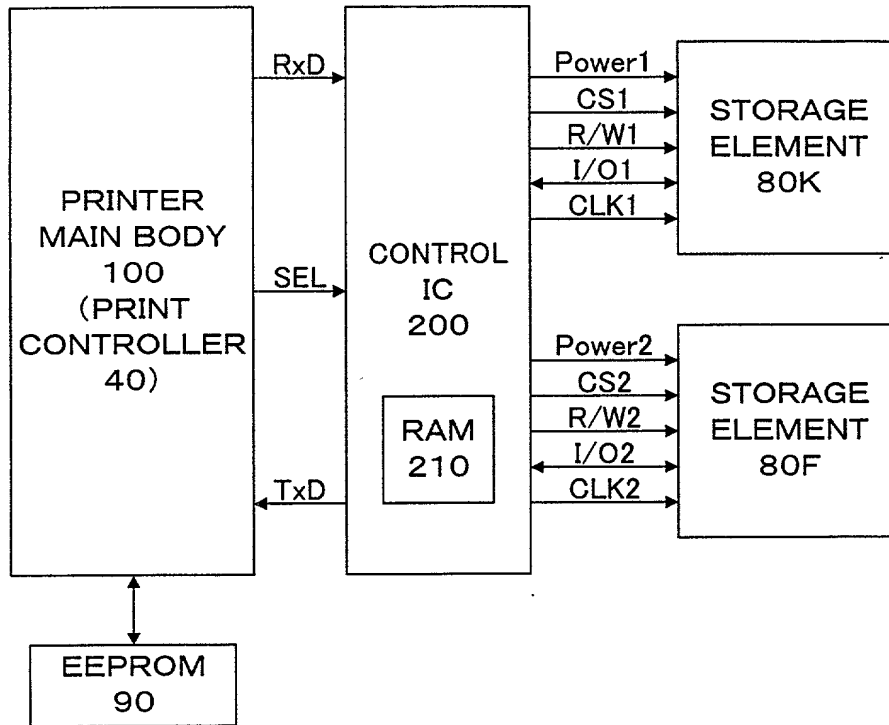 PRINTER
MAIN BODY
100
(PRINT
CONTROLLER
40)
RxD
SEL
TxD
CONTROL
IC
200
RAM
210
Power1
CS1
R/W1
I/O1
CLK1
STORAGE
ELEMENT
80K
Power2
CS2
R/W2
I/O2
CLK2
STORAGE
ELEMENT
80F
EEPROM
90